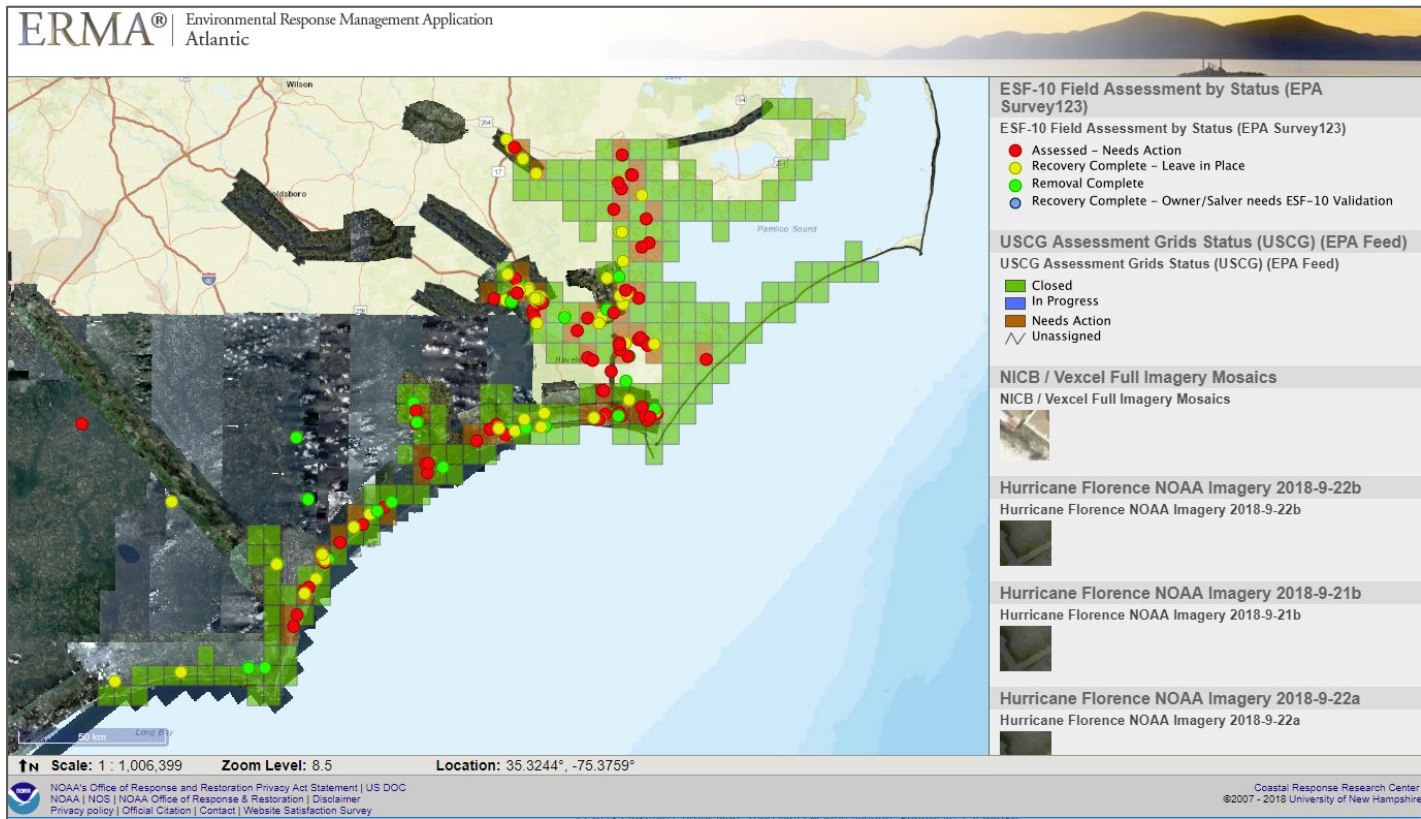 ERMA® Environmental Response Management Application
Atlantic
Wilson
264
94
17
264
oldsboro
Pamlico Sound
40
258
Havelo
Long Bay
50 km
ESF-10 Field Assessment by Status (EPA
Survey123)
ESF-10 Field Assessment by Status (EPA Survey123)
Assessed - Needs Action
Recovery Complete - Leave in Place
Removal Complete
Recovery Complete - Owner/Salver needs ESF-10 Validation
USCG Assessment Grids Status (USCG) (EPA Feed)
USCG Assessment Grids Status (USCG) (EPA Feed)
Closed
In Progress
Needs Action
Unassigned
NICB / Vexcel Full Imagery Mosaics
NICB / Vexcel Full Imagery Mosaics
Hurricane Florence NOAA Imagery 2018-9-22b
Hurricane Florence NOAA Imagery 2018-9-22b
Hurricane Florence NOAA Imagery 2018-9-21b
Hurricane Florence NOAA Imagery 2018-9-21b
Hurricane Florence NOAA Imagery 2018-9-22a
Hurricane Florence NOAA Imagery 2018-9-22a
N Scale: 1 : 1,006,399 Zoom Level: 8.5 Location: 35.3244°, -75.3759°
NOAA's Office of Response and Restoration Privacy Act Statement | US DOC
NOAA | NOS | NOAA Office of Response & Restoration | Disclaimer
Privacy policy | Official Citation | Contact | Website Satisfaction Survey
Coastal Response Research Center
©2007 - 2018 University of New Hampshire